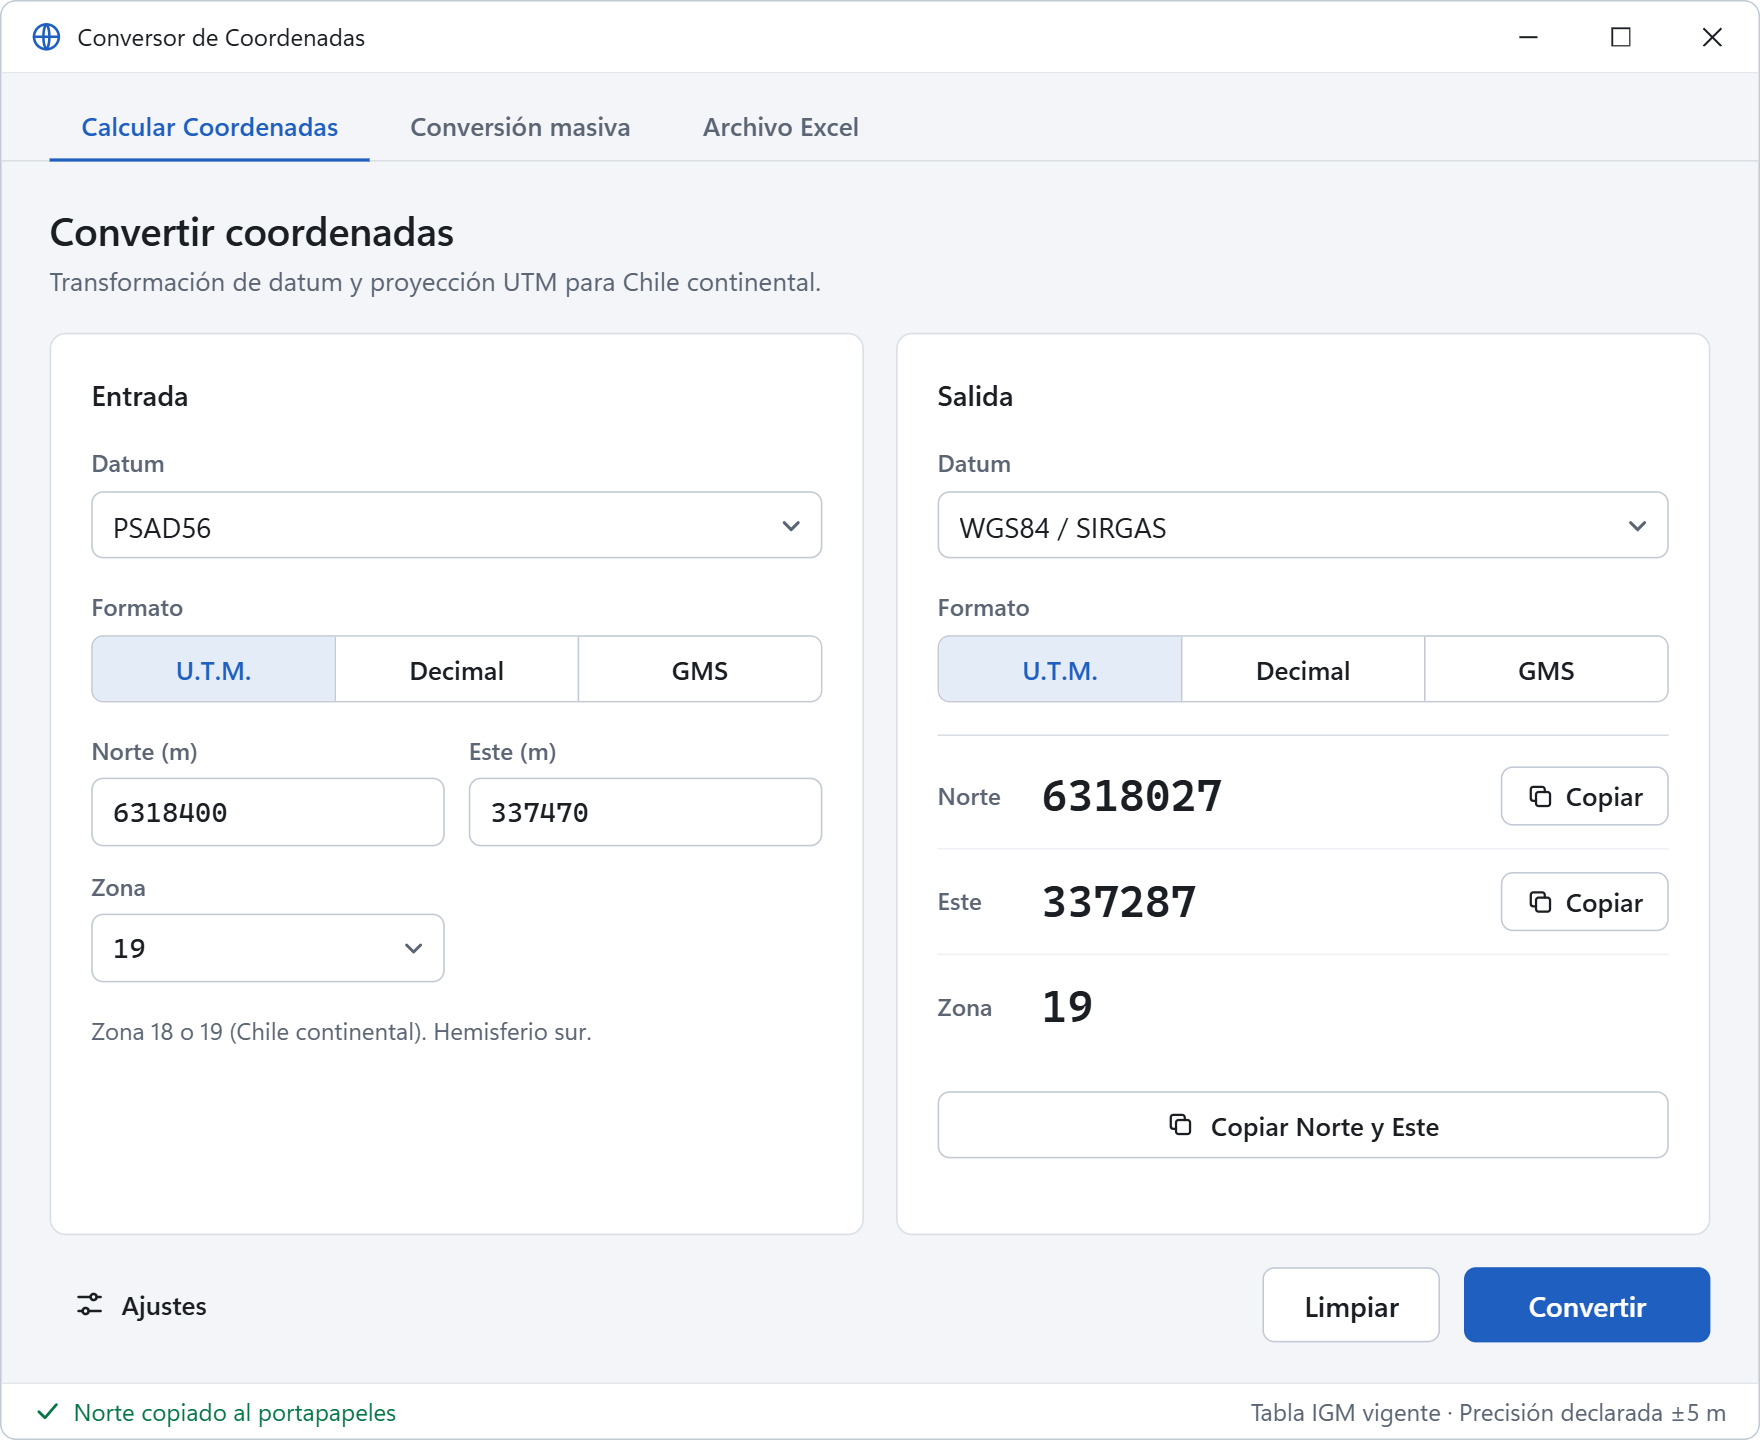 Conversor de Coordenadas
Calcular Coordenadas
Conversión masiva
Archivo Excel
Convertir coordenadas
Transformación de datum y proyección UTM para Chile continental.
Entrada
Datum
PSAD56
Formato
U.T.M.
Decimal
GMS
Norte (m)
Este (m)
6318400
337470
Zona
19
Zona 18 o 19 (Chile continental). Hemisferio sur.
Salida
Datum
WGS84 / SIRGAS
Formato
U.T.M.
Decimal
GMS
Norte
6318027
Copiar
Este
337287
Copiar
Zona
19
Copiar Norte y Este
Ajustes
Limpiar
Convertir
Norte copiado al portapapeles
Tabla IGM vigente · Precisión declarada ±5 m